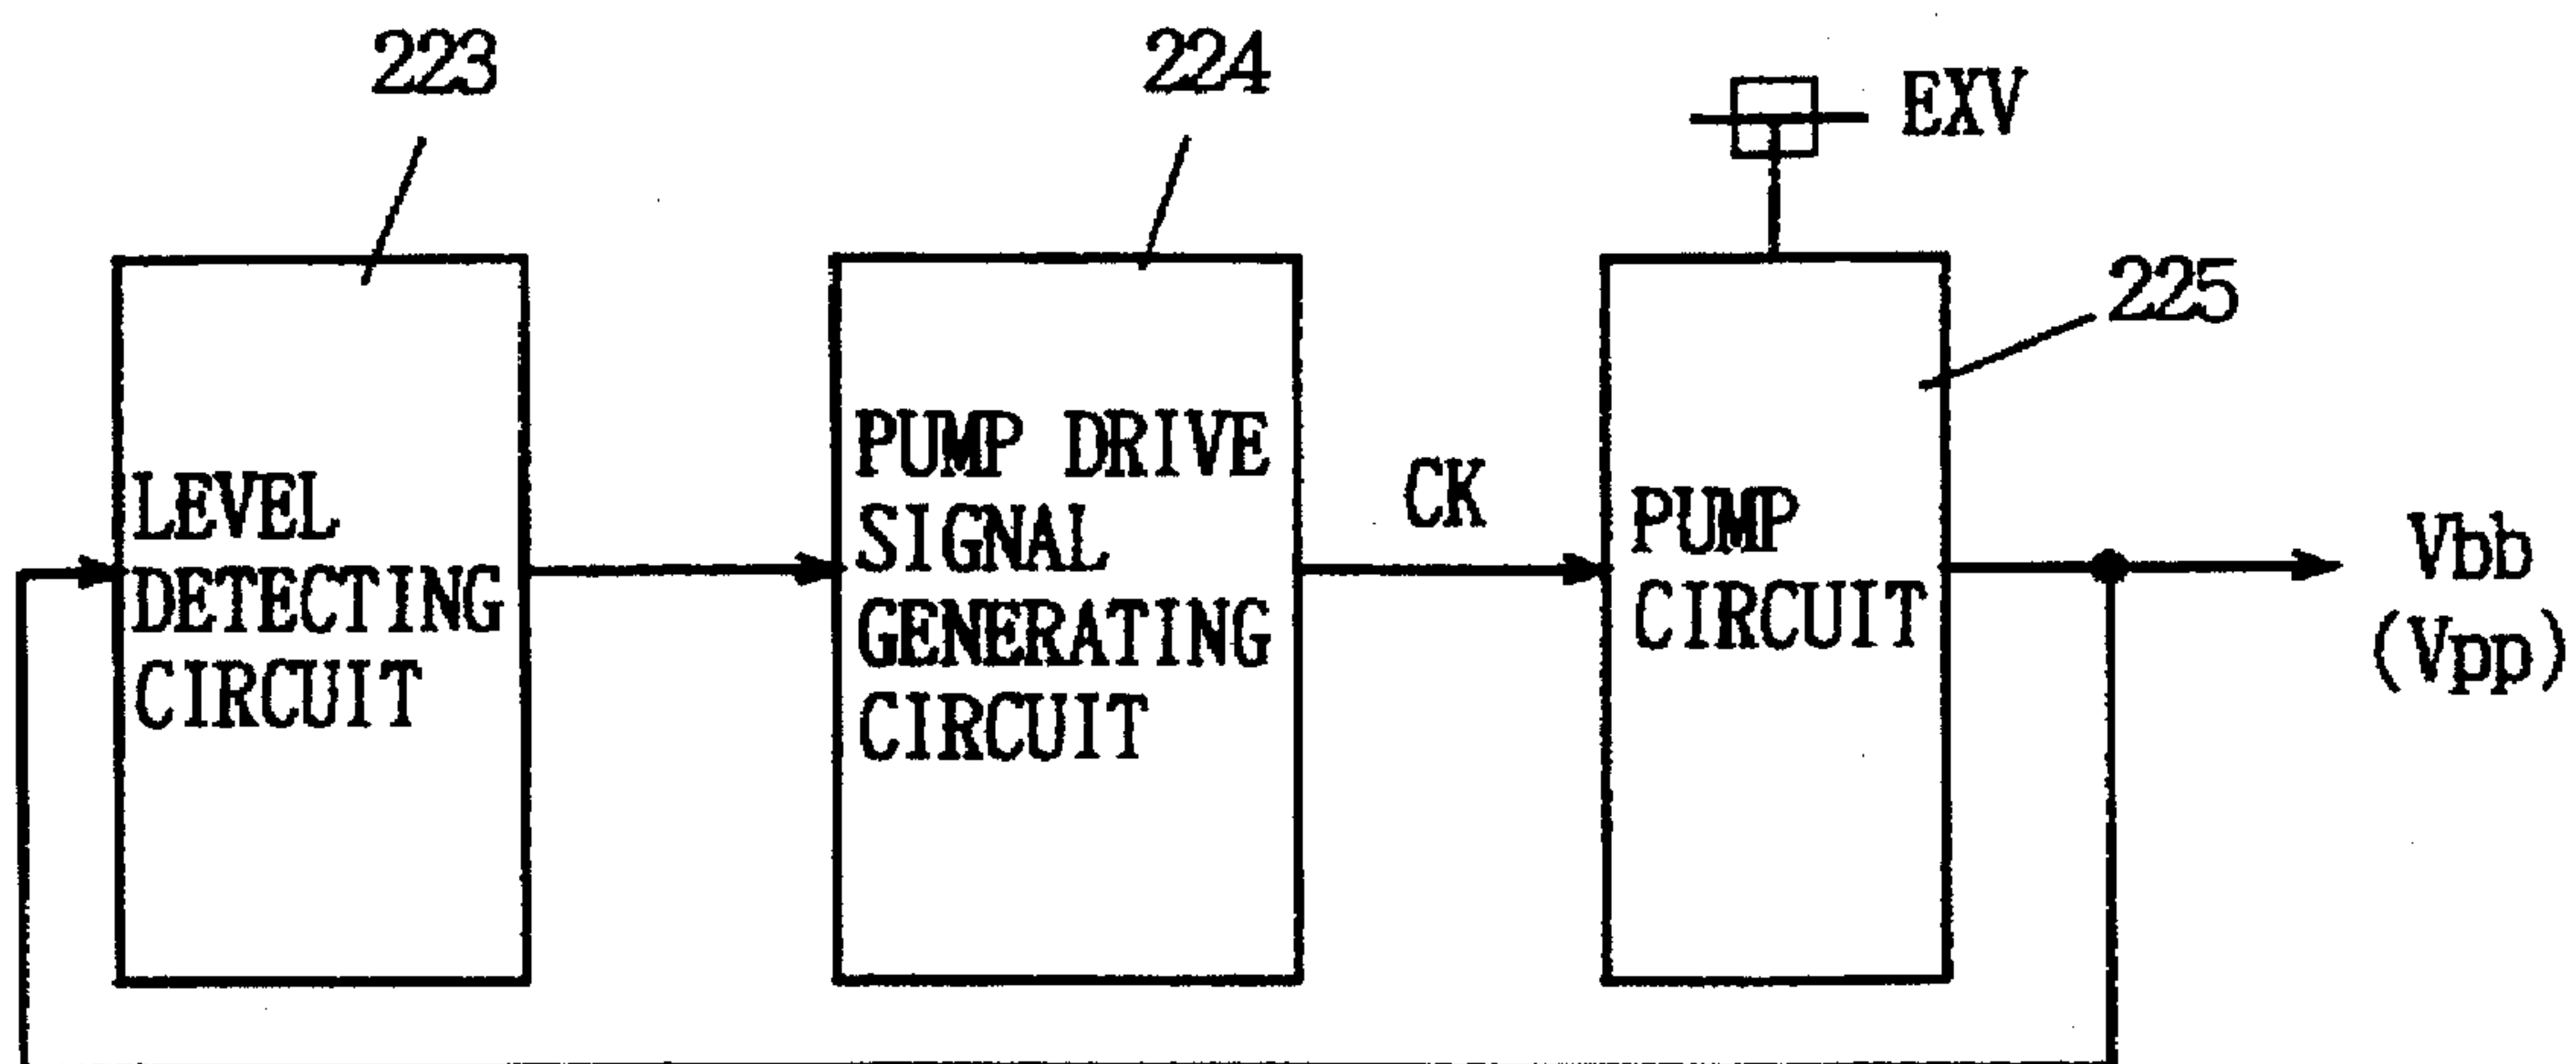 223
224
EXV
225
LEVEL
DETECTING
CIRCUIT
PUMP DRIVE
SIGNAL
GENERATING
CIRCUIT
CK
PUMP
CIRCUIT
Vbb
(Vpp)